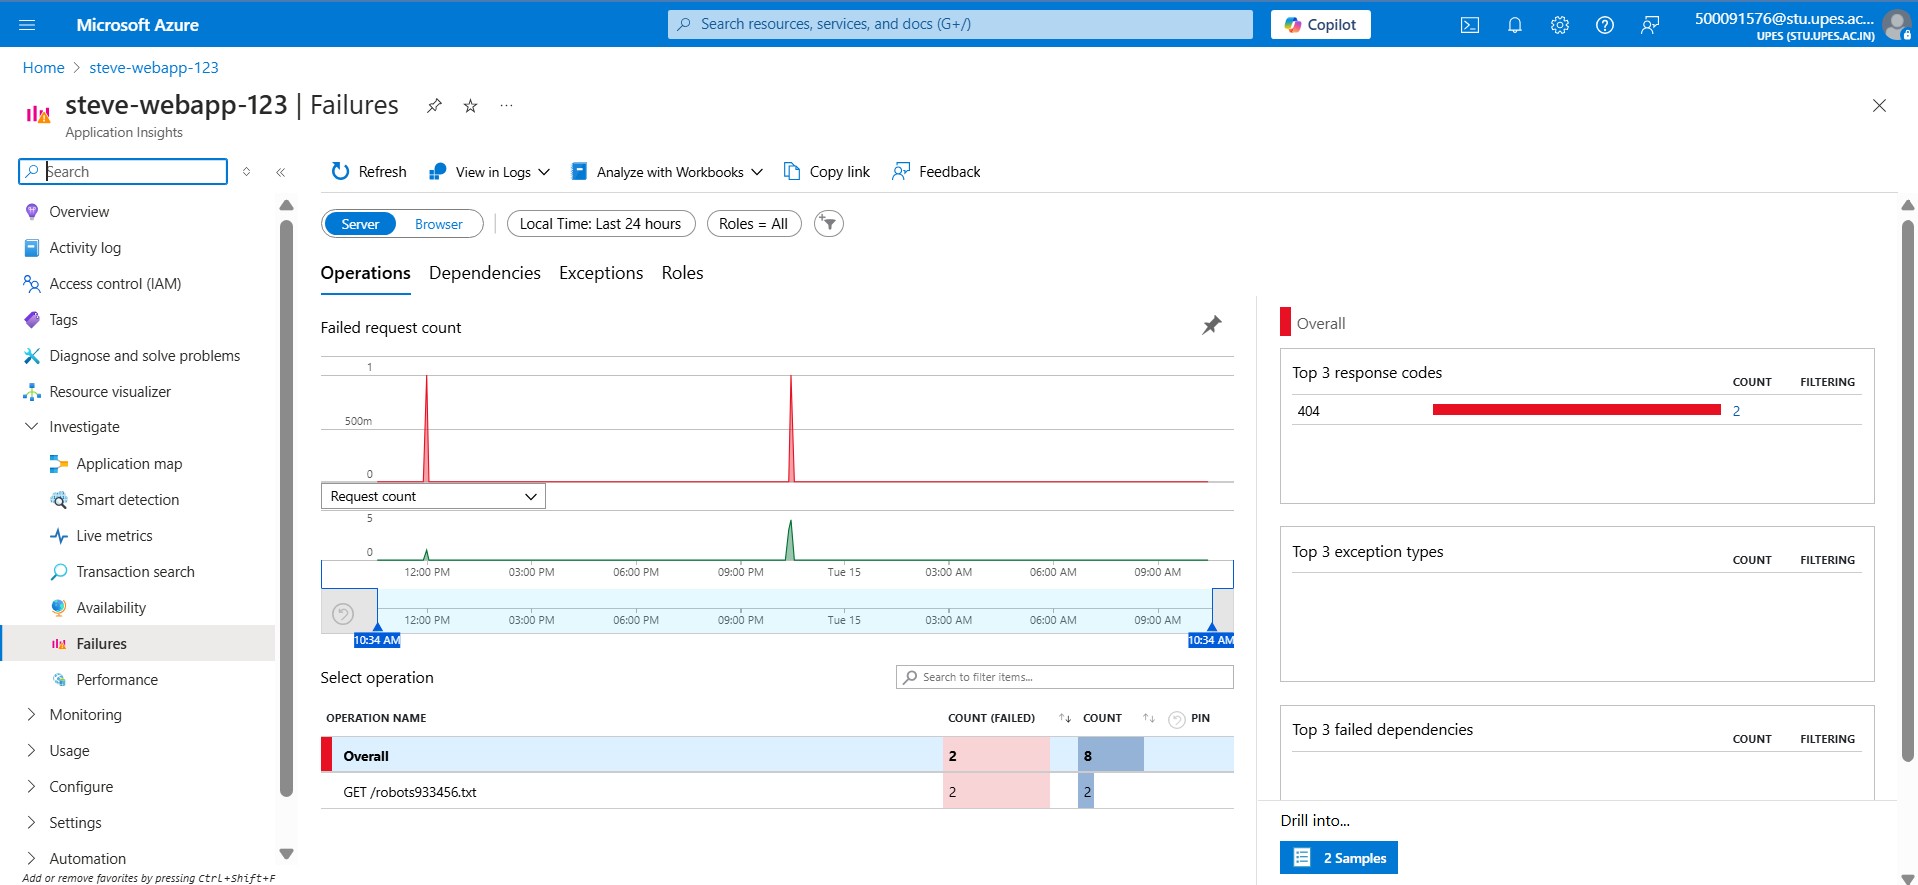 Microsoft Azure
Search resources, services, and docs (G+/)
Copilot
500091576@stu.upes.ac...
UPES (STU.UPES.AC.IN)
Home > steve-webapp-123
steve-webapp-123 | Failures
Application Insights
Search
Overview
Activity log
Access control (IAM)
Tags
Diagnose and solve problems
Resource visualizer
Investigate
Application map
Smart detection
Live metrics
Transaction search
Availability
Failures
Performance
Monitoring
Usage
Configure
Settings
Automation
Add or remove favorites by pressing Ctrl+Shift+F
Refresh
View in Logs
Analyze with Workbooks
Copy link
Feedback
Server Browser
Local Time: Last 24 hours
Roles = All
Operations Dependencies Exceptions Roles
Failed request count
1
500m
0
Request count
5
0
12:00 PM 03:00 PM 06:00 PM 09:00 PM Tue 15 03:00 AM 06:00 AM 09:00 AM
12:00 PM 03:00 PM 06:00 PM 09:00 PM Tue 15 03:00 AM 06:00 AM 09:00 AM
10:34 AM 10:34 AM
Select operation
Search to filter items...
OPERATION NAME COUNT (FAILED) COUNT PIN
Overall 2 8
GET /robots933456.txt 2 2
Overall
Top 3 response codes
COUNT FILTERING
404 2
Top 3 exception types
COUNT FILTERING
Top 3 failed dependencies
COUNT FILTERING
Drill into...
2 Samples